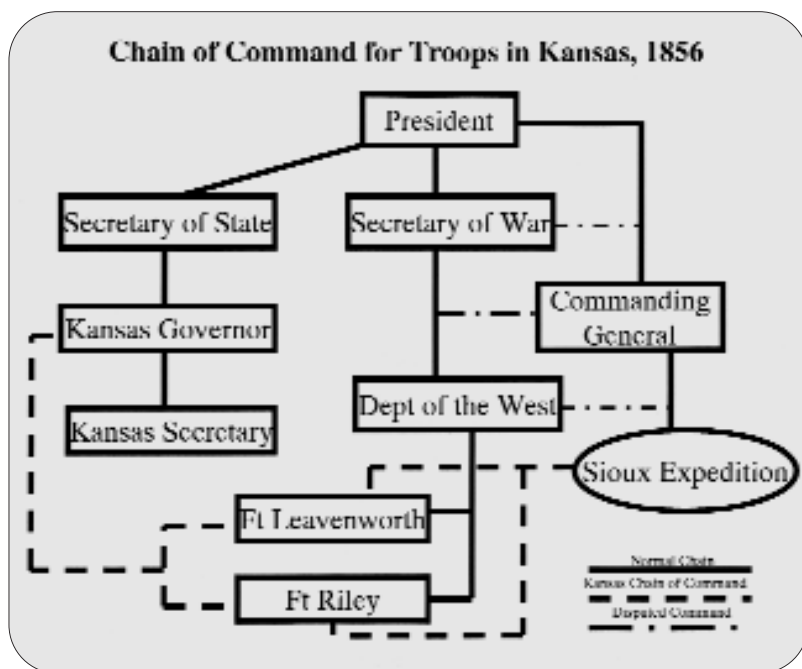 Chain of Command for Troops in Kansas, 1856
President
Secretary of State
Secretary of War
Commanding
General
Kansas Governor
Kansas Secretary
Dept of the West
Sioux Expedition
Ft Leavenworth
Ft Riley
Normal Chain
Kansas Chain of Command
Disputed Command